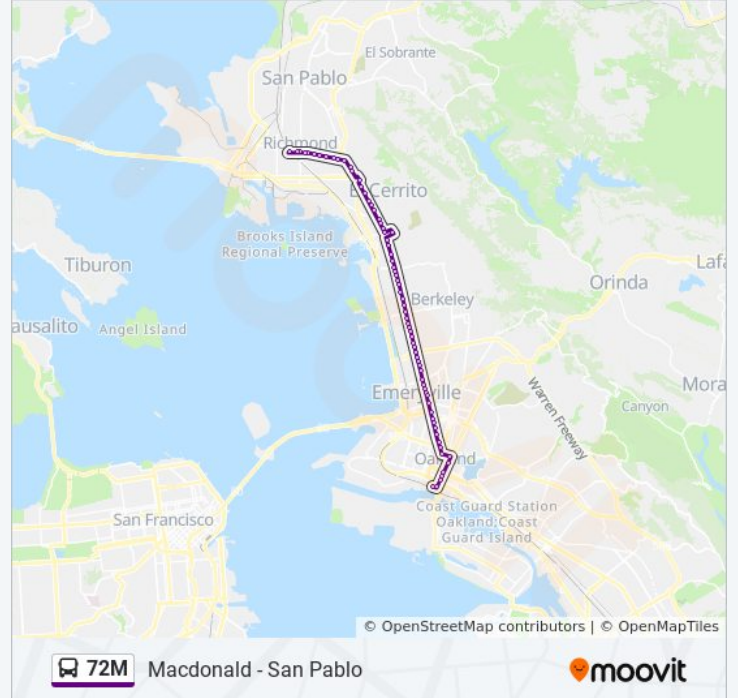 El Sobrante
San Pablo
Richmond
El Cerrito
Brooks Island
Regional Preserve
Tiburon
Lafa
Orinda
Berkeley
ausalito
Angel Island
Mora
Emeryville
Warren Freeway
Canyon
Oakland
Coast Guard Station
Oakland;Coast
Guard Island
San Francisco
© OpenStreetMap contributors | © OpenMapTiles
72M Macdonald - San Pablo
moovit